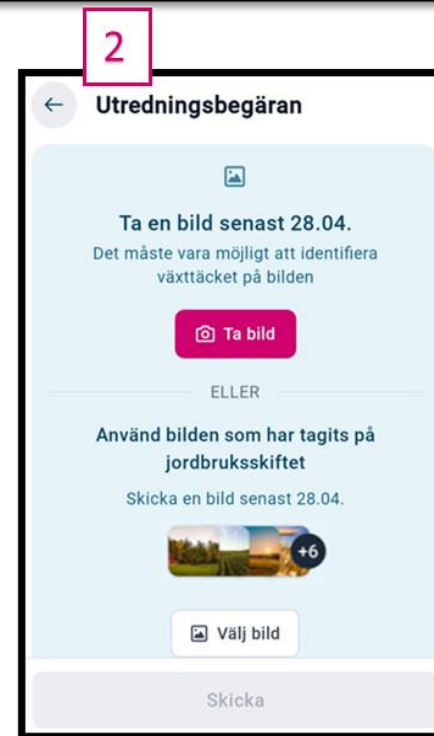 2
Utredningsbegäran
Ta en bild senast 28.04.
Det måste vara möjligt att identifiera
växttäcket på bilden
Ta bild
ELLER
Använd bilden som har tagits på
jordbruksskiftet
Skicka en bild senast 28.04.
+6
Välj bild
Skicka